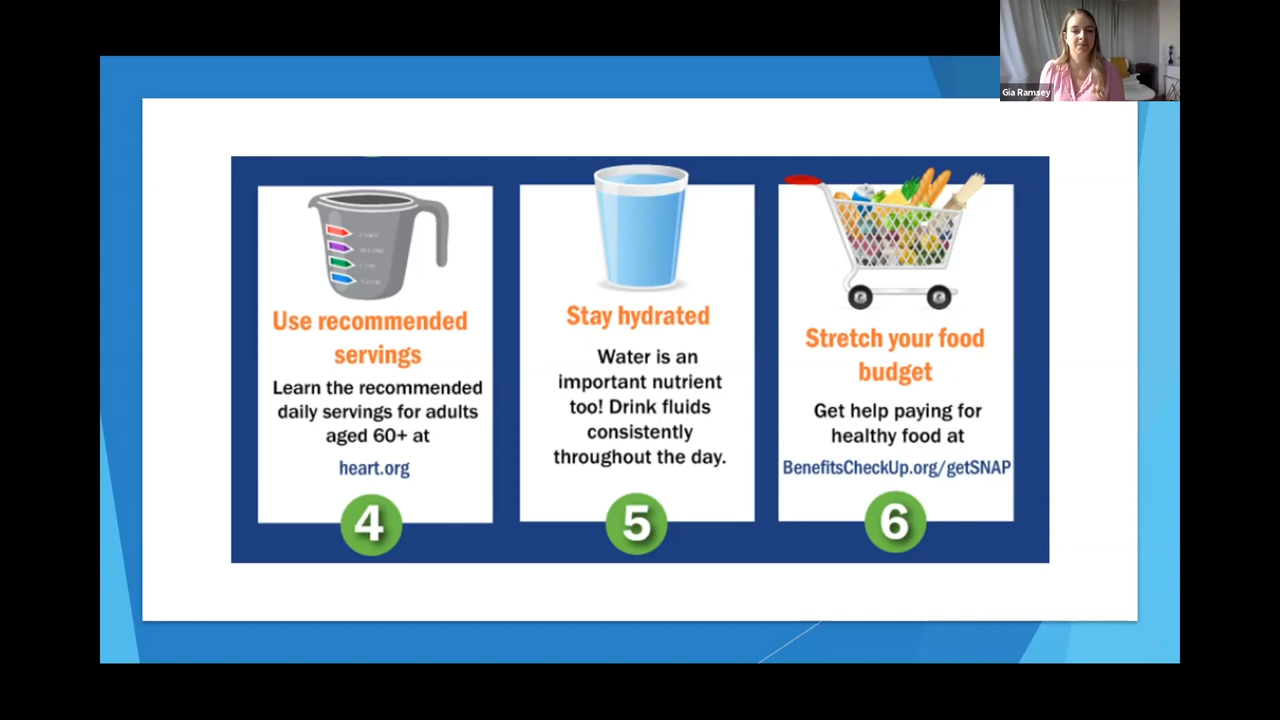 Gia Ramsey
Use recommended
servings
Learn the recommended
daily servings for adults
aged 60+ at
heart.org
4
Stay hydrated
Water is an
important nutrient
too! Drink fluids
consistently
throughout the day.
5
Stretch your food
budget
Get help paying for
healthy food at
BenefitsCheckUp.org/getSNAP
6